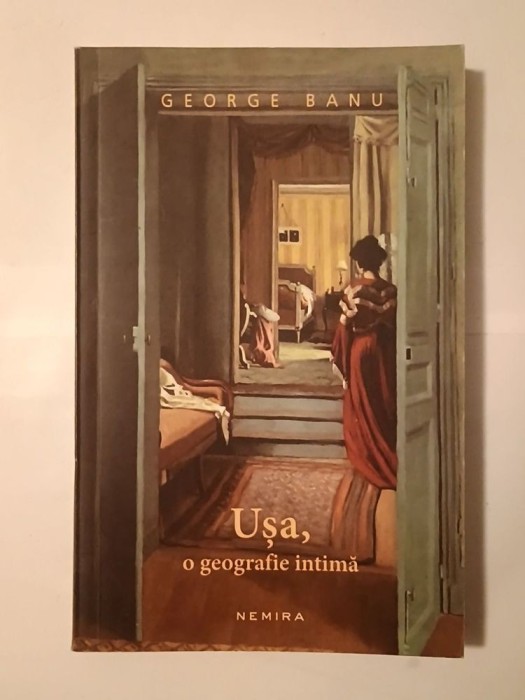 GEORGE BANU
Ușa,
o geografie intimă
NEMIRA